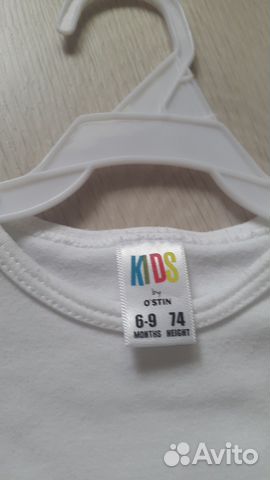 KIDS
by
O'STIN
6-9 74
MONTHS HEIGHT
Avito